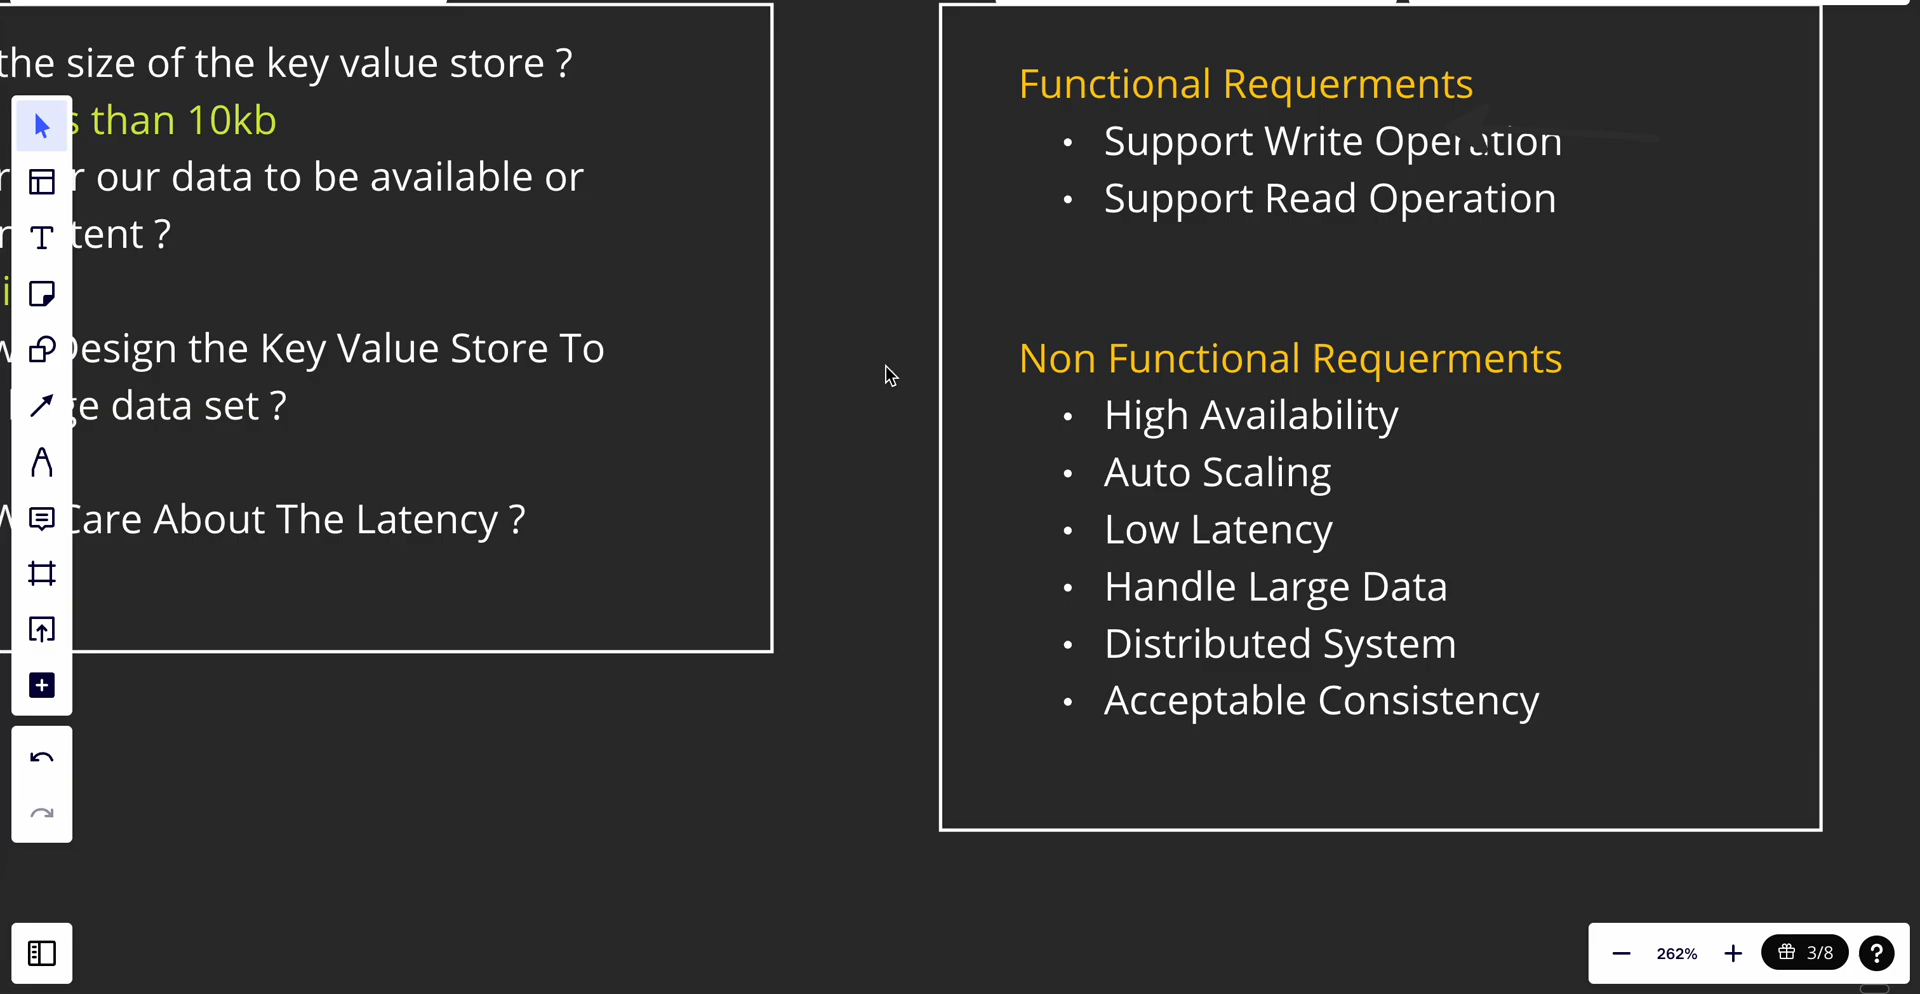 the size of the key value store ?
than 10kb
our data to be available or
tent ?
Design the Key Value Store To
data set ?
Care About The Latency ?
Functional Requerments
• Support Write Operation
• Support Read Operation
Non Functional Requerments
• High Availability
• Auto Scaling
• Low Latency
• Handle Large Data
• Distributed System
• Acceptable Consistency
262%
3/8